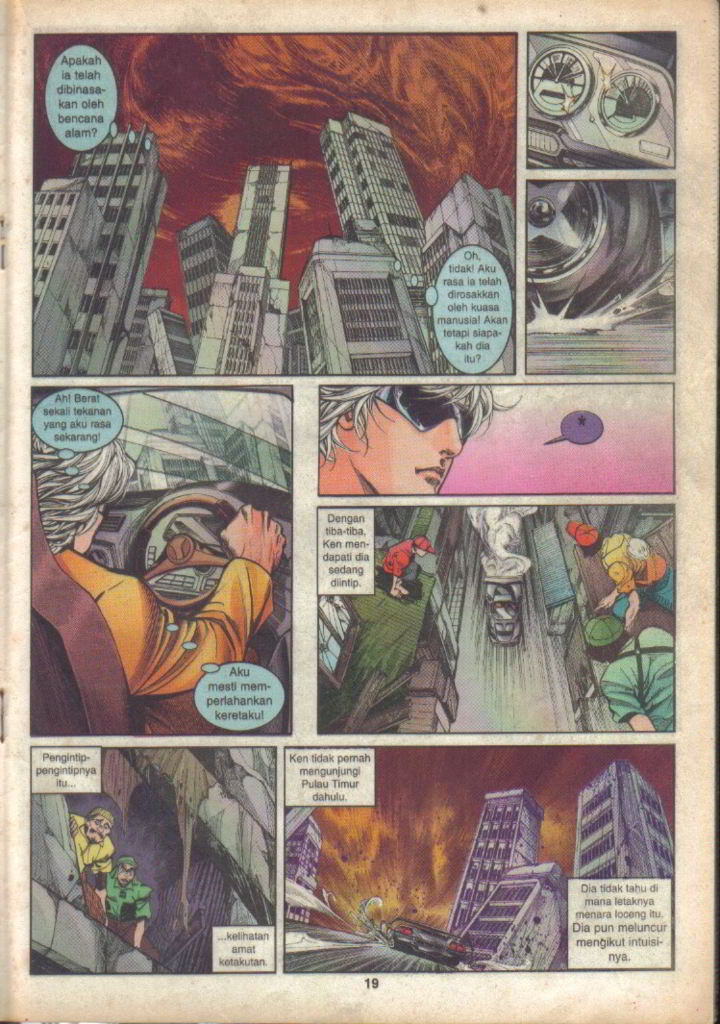 Apakah
ia telah
dibinasa-
kan oleh
bencana
alam?
Oh,
tidak! Aku
rasa ia telah
dirosakkan
oleh kuasa
manusia! Akan
tetapi siapa-
kah dia
itu?
Ah! Berat
sekali tekanan
yang aku rasa
sekarang!
Aku
mesti mem-
perlahankan
keretaku!
*
Dengan
tiba-tiba,
Ken men-
dapati dia
sedang
diintip.
Pengintip-
pengintipnya
itu...
...kelihatan
amat
ketakutan.
Ken tidak pernah
mengunjungi
Pulau Timur
dahulu.
Dia tidak tahu di
mana letaknya
menara loceng itu.
Dia pun meluncur
mengikut intuisi-
nya.
19